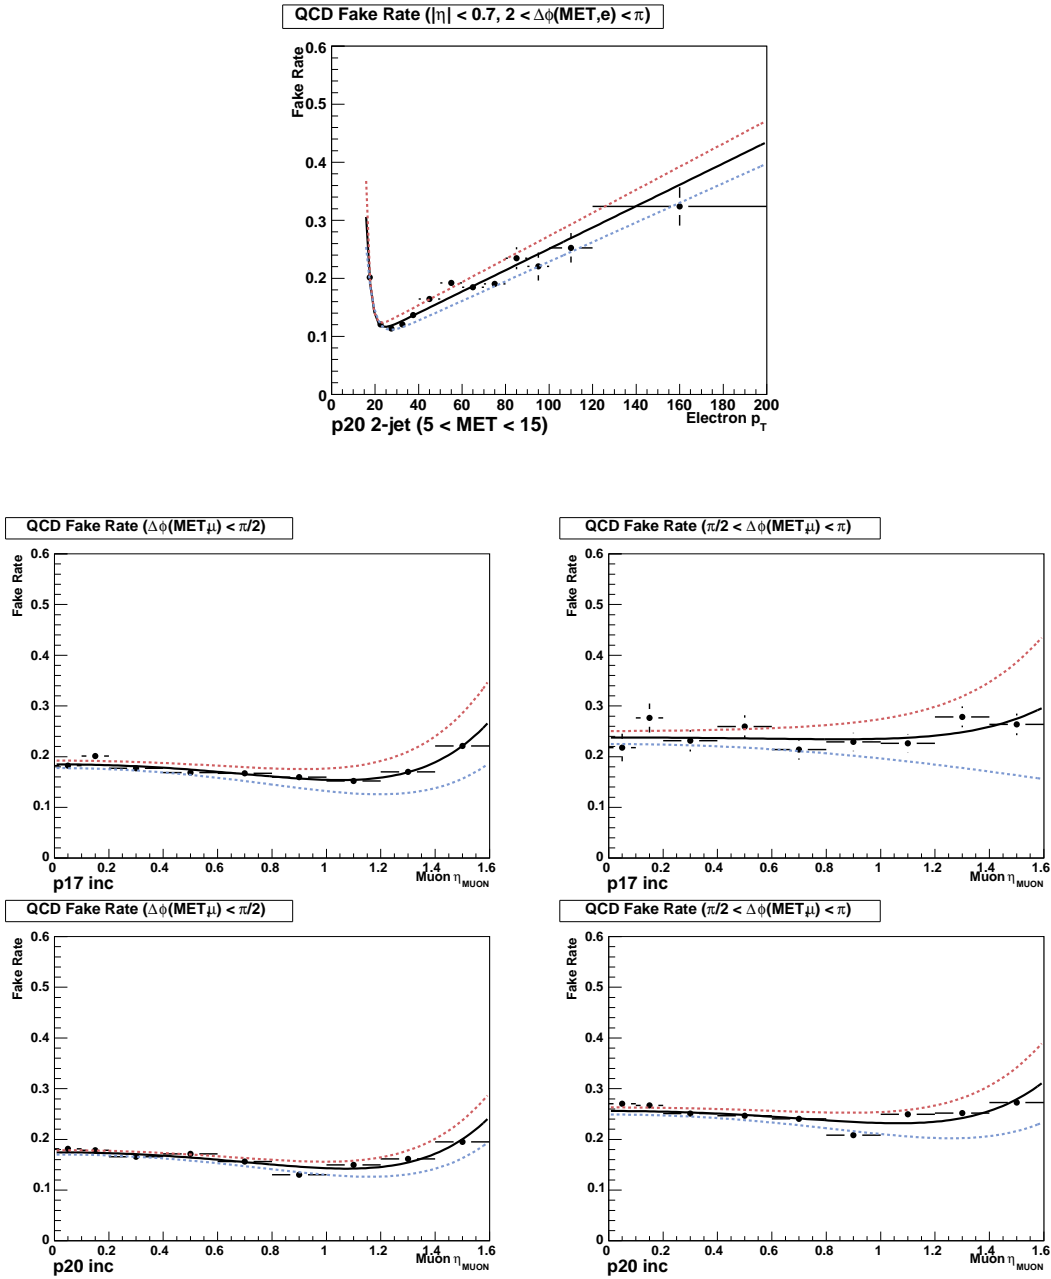 QCD Fake Rate (|η| < 0.7, 2 < Δϕ(MET,e) < π)
Fake Rate
0.6
0.5
0.4
0.3
0.2
0.1
0
0 20 40 60 80 100 120 140 160 180 200
Electron p_T
p20 2-jet (5 < MET < 15)
QCD Fake Rate (Δϕ(MET,μ) < π/2)
Fake Rate
0.6
0.5
0.4
0.3
0.2
0.1
0
0 0.2 0.4 0.6 0.8 1 1.2 1.4 1.6
Muon η_MUON
p17 inc
QCD Fake Rate (π/2 < Δϕ(MET,μ) < π)
Fake Rate
0.6
0.5
0.4
0.3
0.2
0.1
0
0 0.2 0.4 0.6 0.8 1 1.2 1.4 1.6
Muon η_MUON
p17 inc
QCD Fake Rate (Δϕ(MET,μ) < π/2)
Fake Rate
0.6
0.5
0.4
0.3
0.2
0.1
0
0 0.2 0.4 0.6 0.8 1 1.2 1.4 1.6
Muon η_MUON
p20 inc
QCD Fake Rate (π/2 < Δϕ(MET,μ) < π)
Fake Rate
0.6
0.5
0.4
0.3
0.2
0.1
0
0 0.2 0.4 0.6 0.8 1 1.2 1.4 1.6
Muon η_MUON
p20 inc